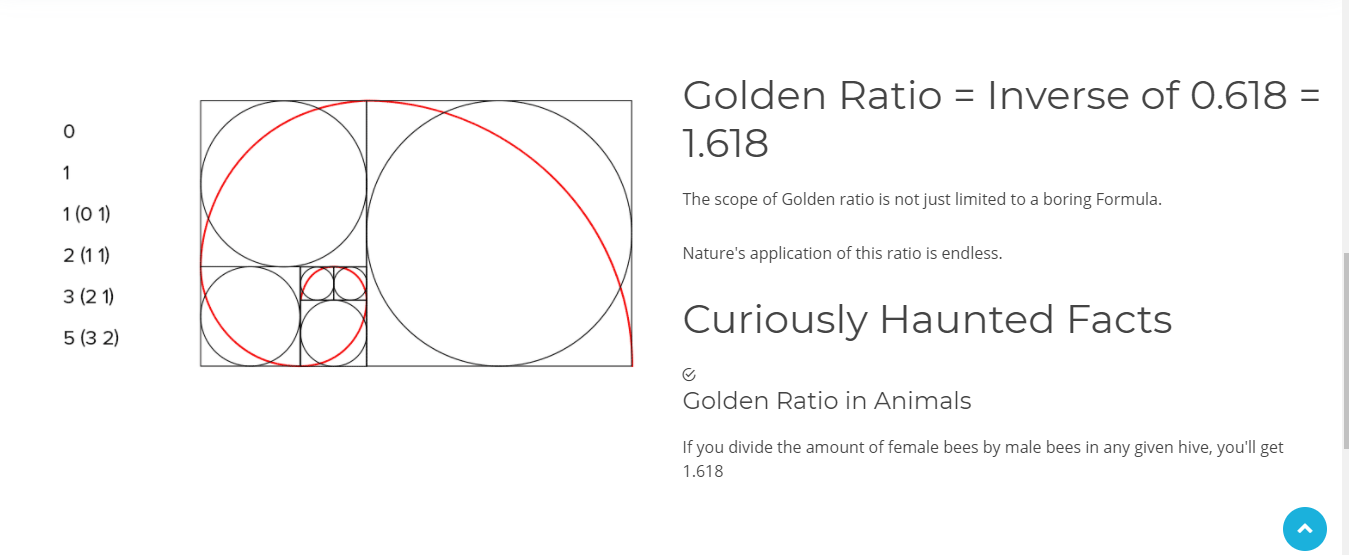 0
1
1 (0 1)
2 (1 1)
3 (2 1)
5 (3 2)
Golden Ratio = Inverse of 0.618 =
1.618
The scope of Golden ratio is not just limited to a boring Formula.
Nature's application of this ratio is endless.
Curiously Haunted Facts
Golden Ratio in Animals
If you divide the amount of female bees by male bees in any given hive, you'll get
1.618